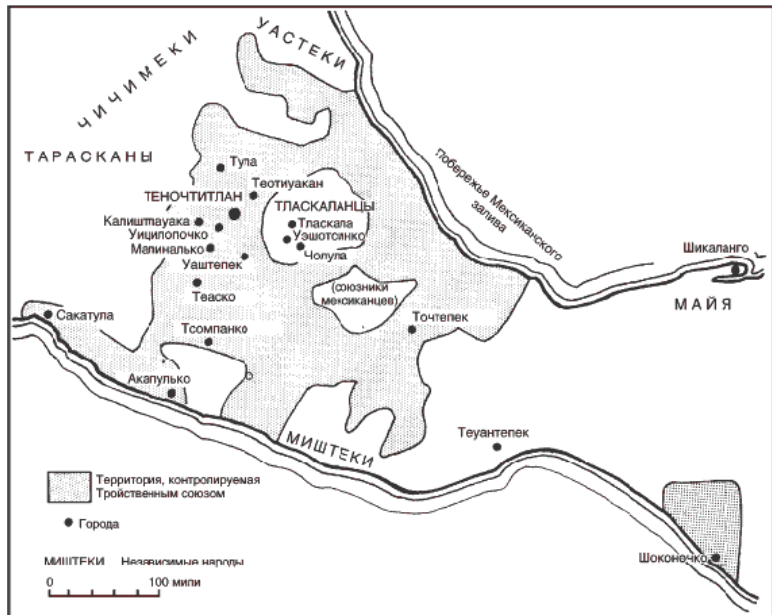 УАСТЕКИ
ЧИЧИМЕКИ
ТАРАСКАНЫ
Тула
Теотиуакан
ТЕНОЧТИТЛАН
ТЛАСКАЛАНЦЫ
Калиштауака
Тласкала
Уицилопочко
Уэшотсинко
Малиналько
Чолула
Уаштепек
Теаско
(союзники
мексиканцев)
Побережье Мексиканского
залива
Шикаланго
МАЙЯ
Сакатула
Тсомпанко
Точтепек
Акапулько
МИШТЕКИ
Теуантепек
Шоконочко
Территория, контролируемая
Тройственным союзом
Города
МИШТЕКИ Независимые народы
0 100 мили